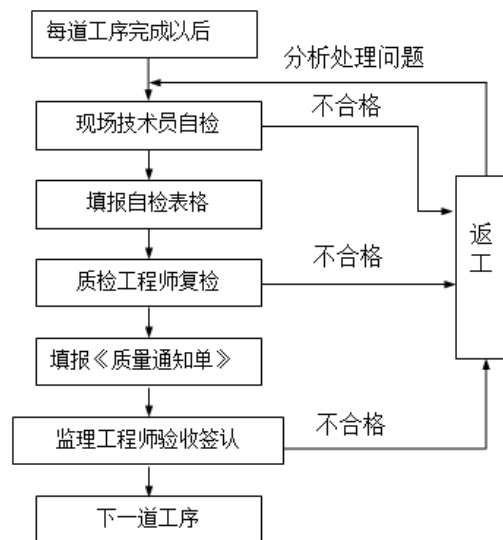 每道工序完成以后
分析处理问题
现场技术员自检
不合格
填报自检表格
返工
质检工程师复检
不合格
填报《质量通知单》
监理工程师验收签认
不合格
下一道工序